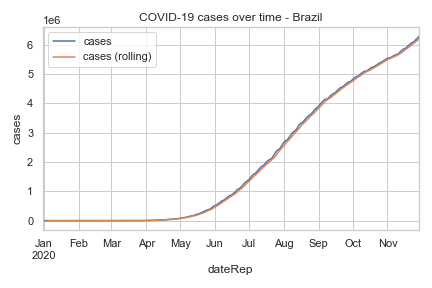 COVID-19 cases over time - Brazil
1e6
cases
cases (rolling)
6
5
4
3
2
1
0
cases
Jan Feb Mar Apr May Jun Jul Aug Sep Oct Nov
2020
dateRep